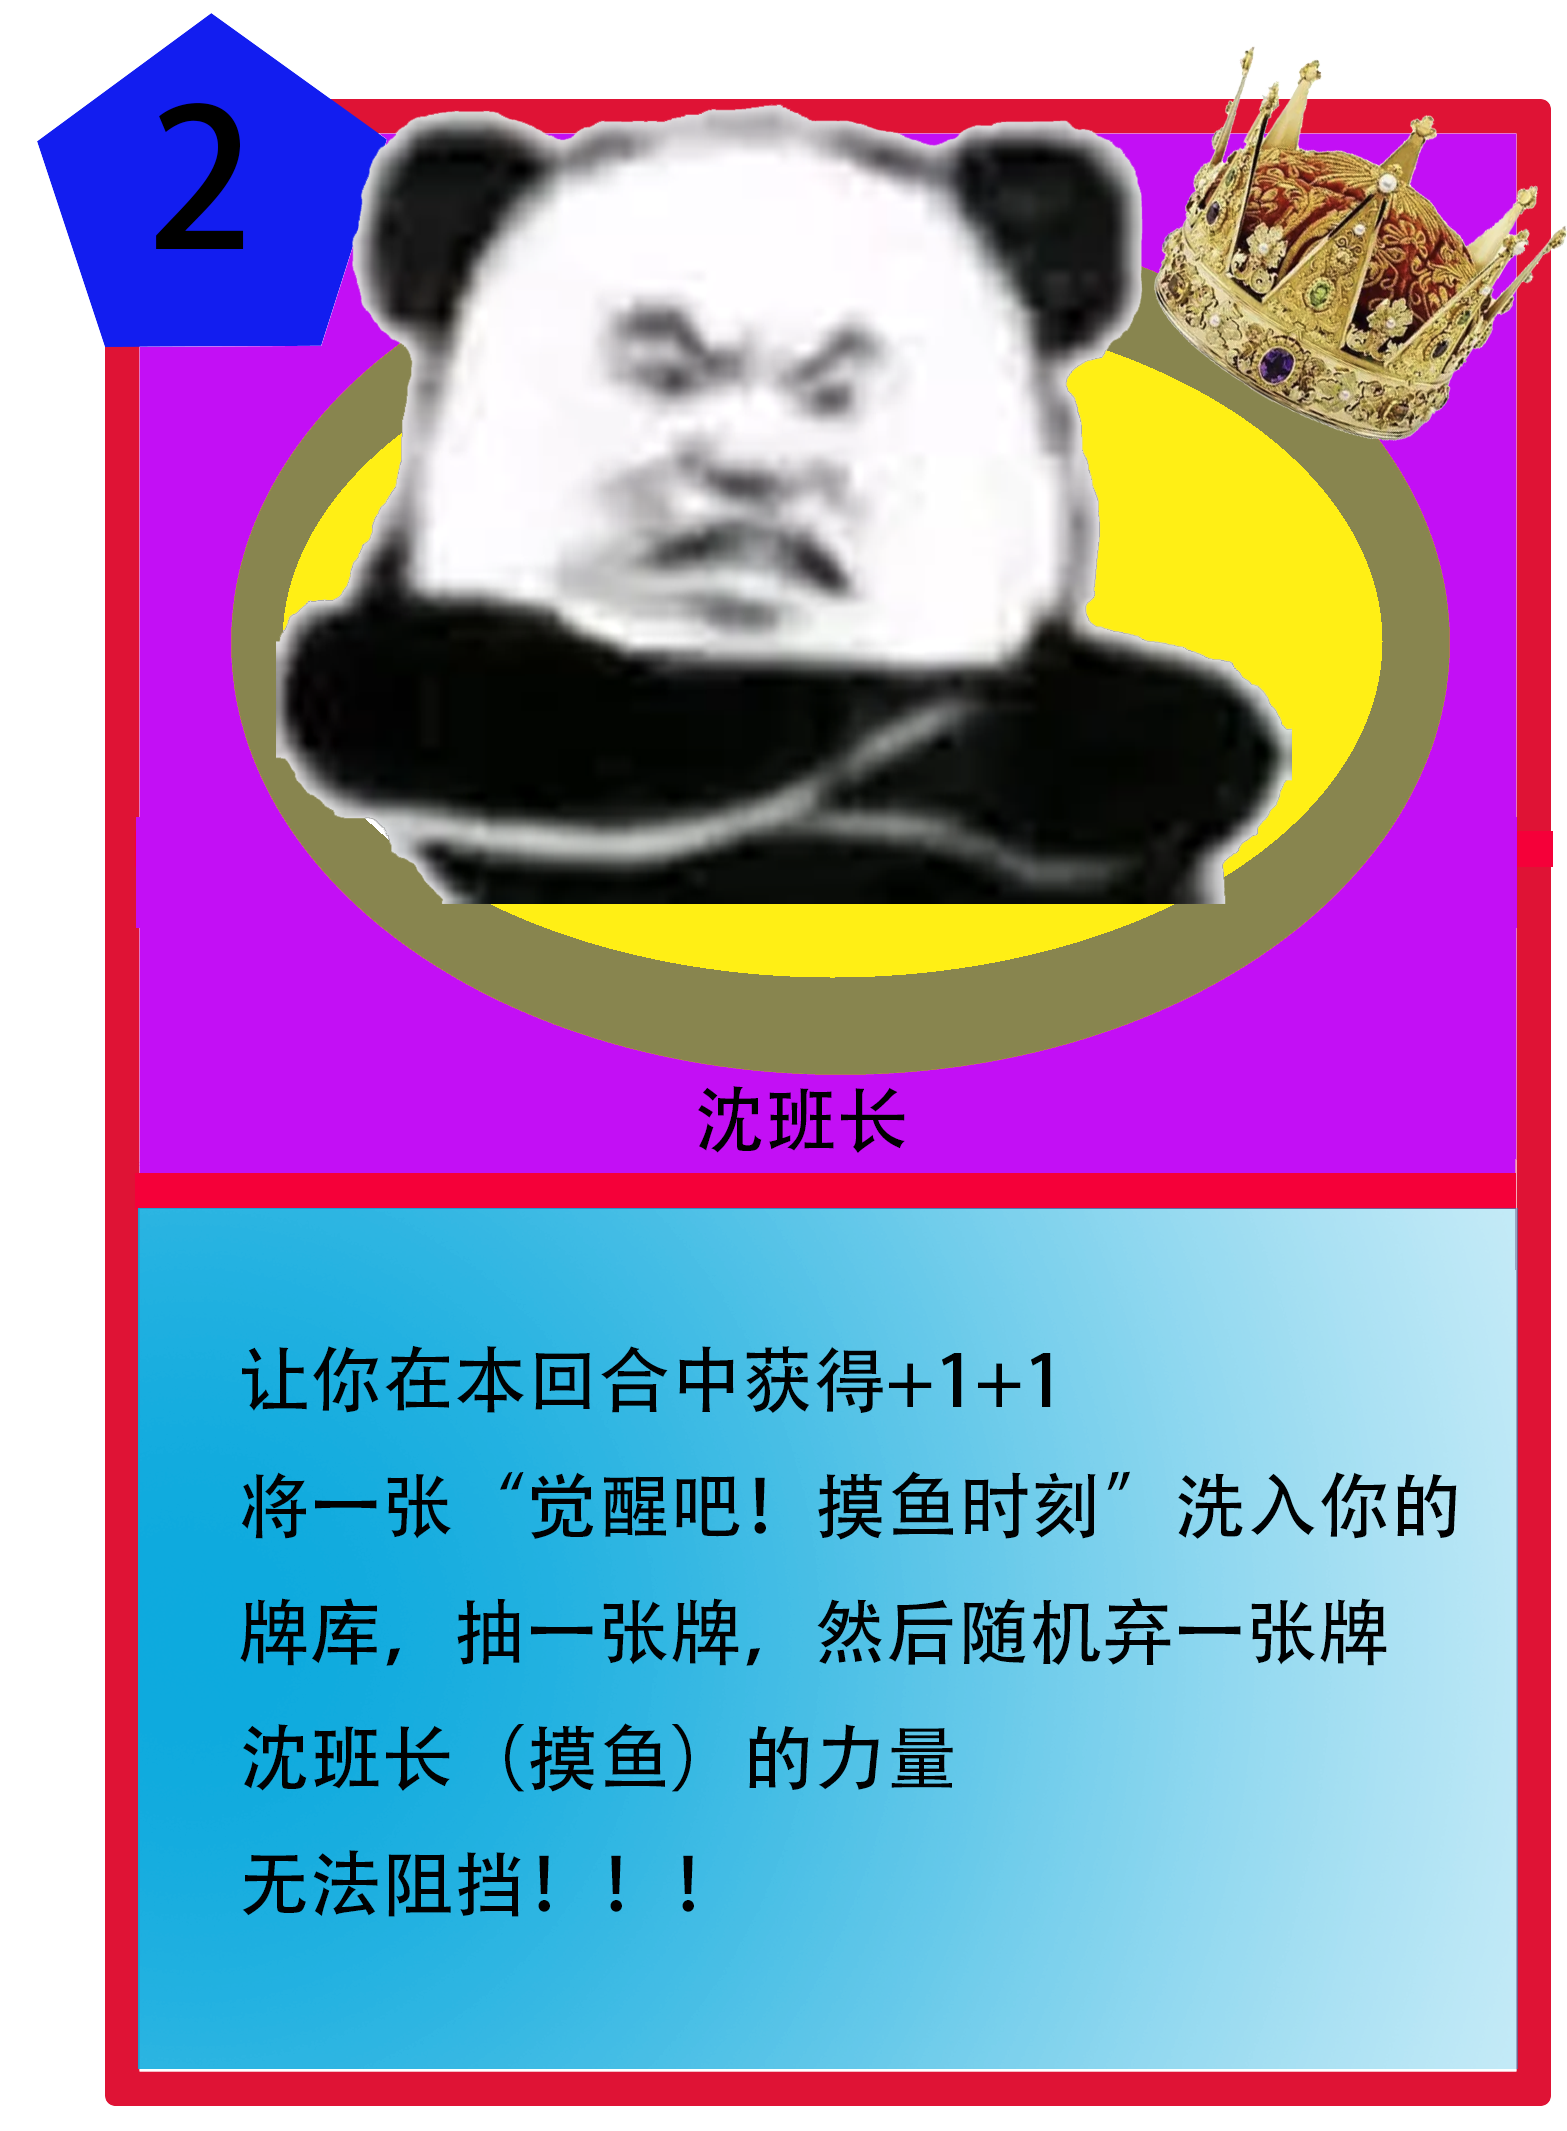 2
沈班长
让你在本回合中获得+1+1
将一张“觉醒吧！摸鱼时刻”洗入你的
牌库，抽一张牌，然后随机弃一张牌
沈班长（摸鱼）的力量
无法阻挡！！！